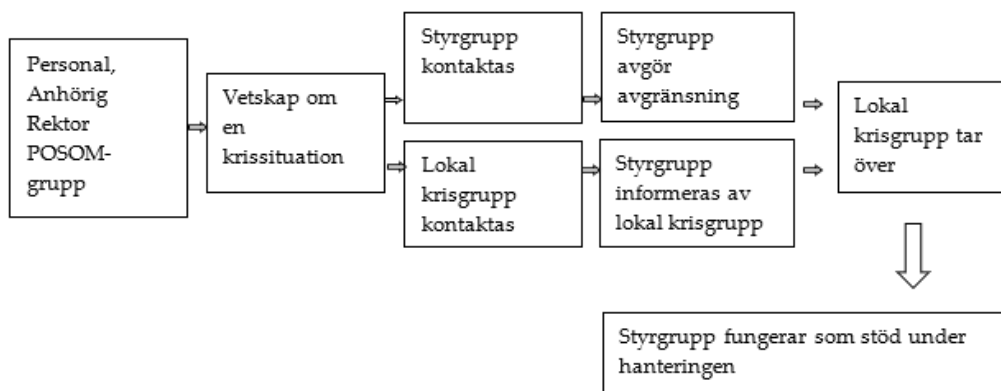 Personal,
Anhörig
Rektor
POSOM-
grupp
Vetskap om
en
krissituation
Styrgrupp
kontaktas
Styrgrupp
avgör
avgränsning
Lokal
krisgrupp
kontaktas
Styrgrupp
informeras av
lokal krisgrupp
Lokal
krisgrupp tar
över
Styrgrupp fungerar som stöd under
hanteringen